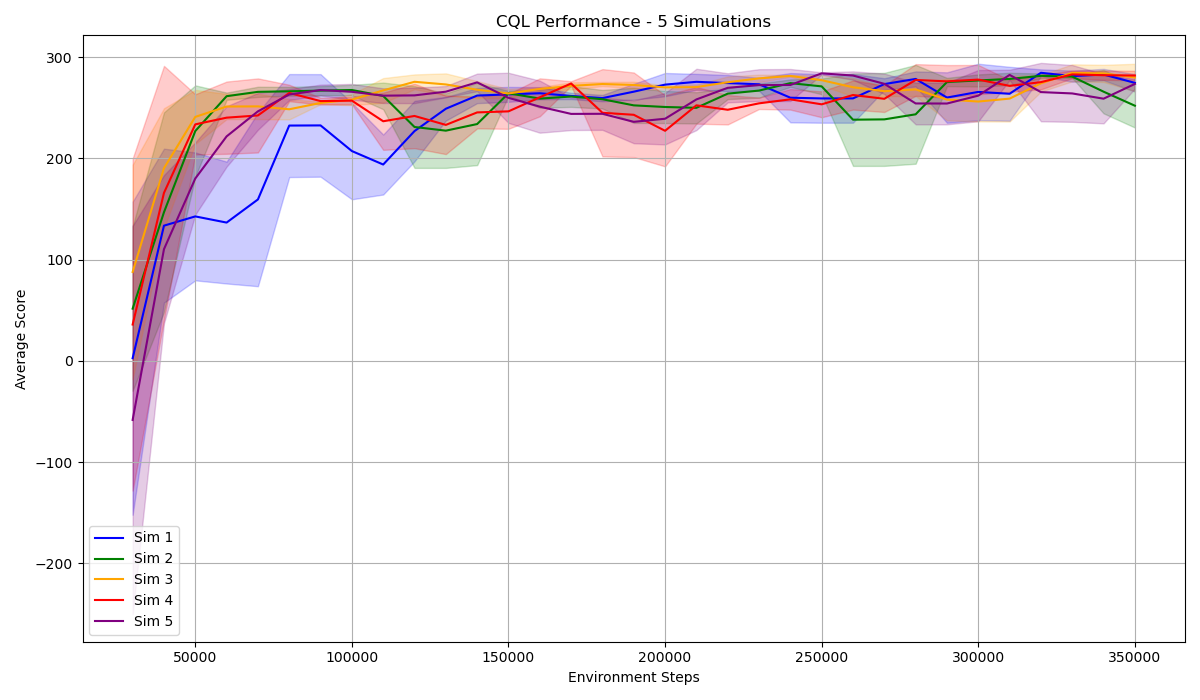 CQL Performance - 5 Simulations
300
200
100
0
−100
−200
Average Score
Sim 1
Sim 2
Sim 3
Sim 4
Sim 5
50000 100000 150000 200000 250000 300000 350000
Environment Steps